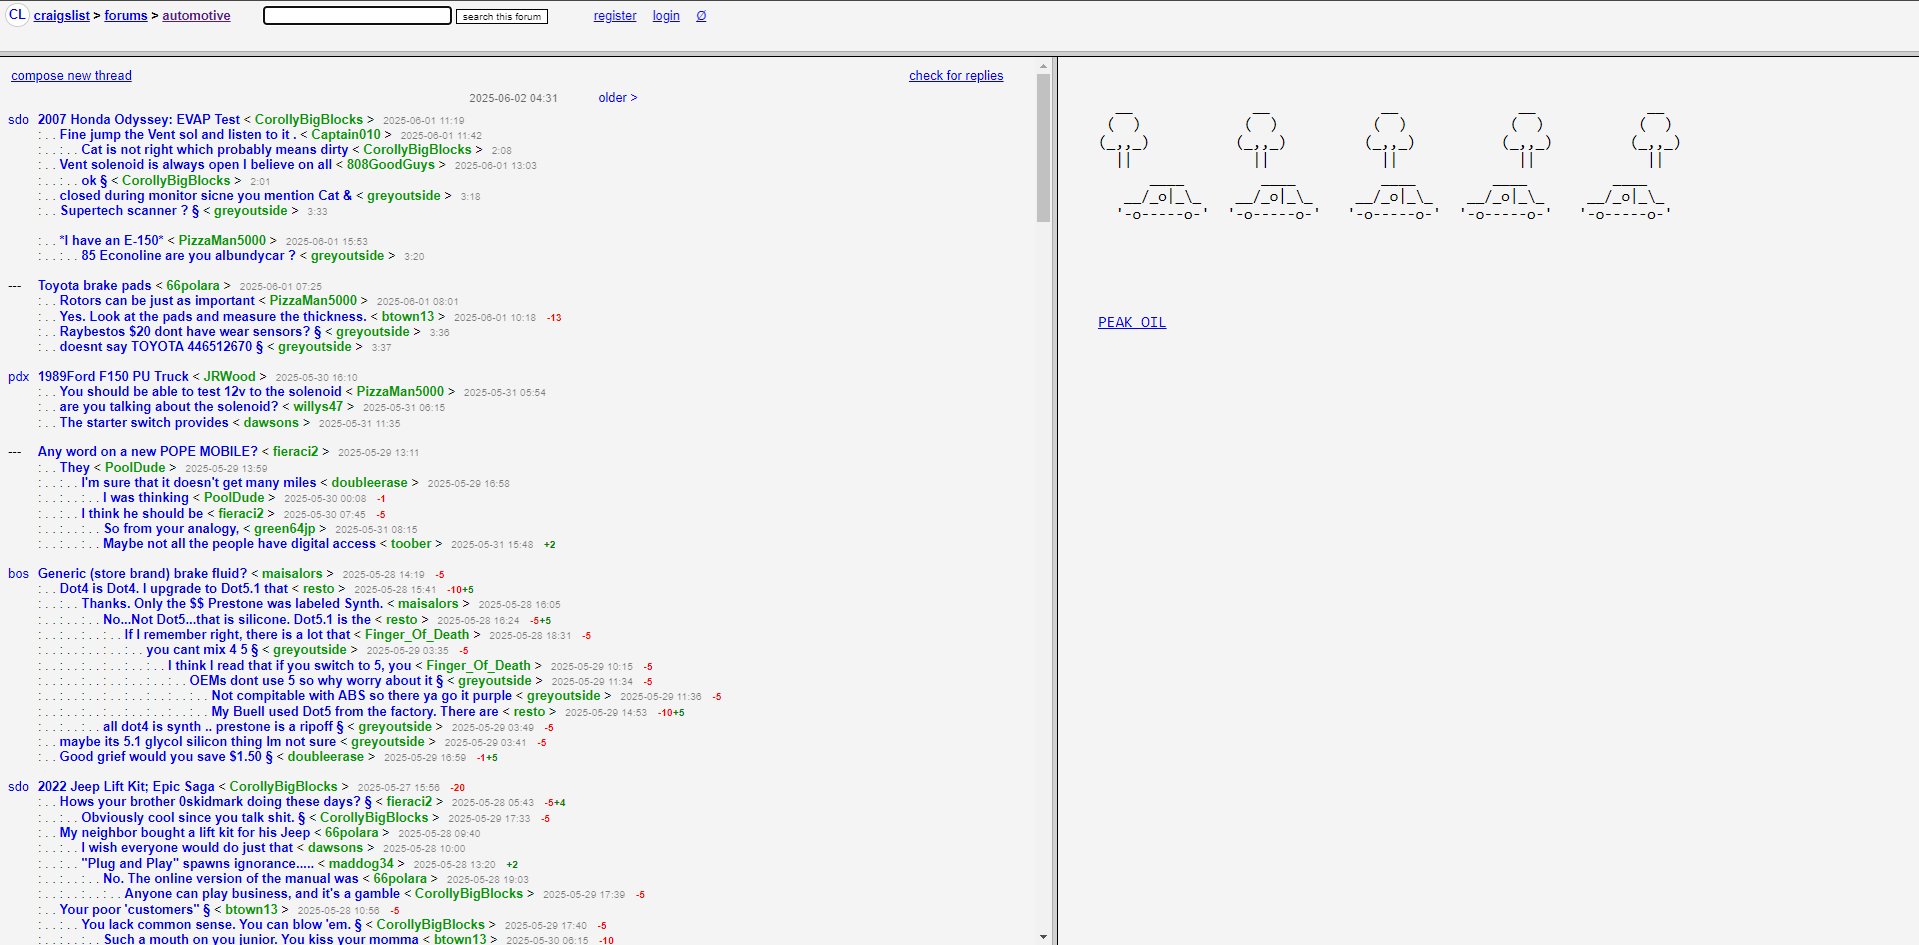 CL craigslist > forums > automotive search this forum register login Ø
compose new thread check for replies
2025-06-02 04:31 older >
sdo 2007 Honda Odyssey: EVAP Test < CorollyBigBlocks > 2025-06-01 11:19
: . . Fine jump the Vent sol and listen to it . < Captain010 > 2025-06-01 11:42
: . . : . . Cat is not right which probably means dirty < CorollyBigBlocks > 2:08
: . . Vent solenoid is always open I believe on all < 808GoodGuys > 2025-06-01 13:03
: . . : . . ok § < CorollyBigBlocks > 2:01
: . . closed during monitor sicne you mention Cat & < greyoutside > 3:18
: . . Supertech scanner ? § < greyoutside > 3:33
: . . *I have an E-150* < PizzaMan5000 > 2025-06-01 15:53
: . . : . . 85 Econoline are you albundycar ? < greyoutside > 3:20
--- Toyota brake pads < 66polara > 2025-06-01 07:25
: . . Rotors can be just as important < PizzaMan5000 > 2025-06-01 08:01
: . . Yes. Look at the pads and measure the thickness. < btown13 > 2025-06-01 10:18 -13
: . . Raybestos $20 dont have wear sensors? § < greyoutside > 3:36
: . . doesnt say TOYOTA 446512670 § < greyoutside > 3:37
pdx 1989Ford F150 PU Truck < JRWood > 2025-05-30 16:10
: . . You should be able to test 12v to the solenoid < PizzaMan5000 > 2025-05-31 05:54
: . . are you talking about the solenoid? < willys47 > 2025-05-31 06:15
: . . The starter switch provides < dawsons > 2025-05-31 11:35
--- Any word on a new POPE MOBILE? < fieraci2 > 2025-05-29 13:11
: . . They < PoolDude > 2025-05-29 13:59
: . . : . . I'm sure that it doesn't get many miles < doubleerase > 2025-05-29 16:58
: . . : . . : . . I was thinking < PoolDude > 2025-05-30 00:08 -1
: . . : . . I think he should be < fieraci2 > 2025-05-30 07:45 -5
: . . : . . : . . So from your analogy, < green64jp > 2025-05-31 08:15
: . . : . . : . . Maybe not all the people have digital access < toober > 2025-05-31 15:48 +2
bos Generic (store brand) brake fluid? < maisalors > 2025-05-28 14:19 -5
: . . Dot4 is Dot4. I upgrade to Dot5.1 that < resto > 2025-05-28 15:41 -10+5
: . . : . . Thanks. Only the $$ Prestone was labeled Synth. < maisalors > 2025-05-28 16:05
: . . : . . : . . No...Not Dot5...that is silicone. Dot5.1 is the < resto > 2025-05-28 16:24 -5+5
: . . : . . : . . : . . If I remember right, there is a lot that < Finger_Of_Death > 2025-05-28 18:31 -5
: . . : . . : . . : . . : . . you cant mix 4 5 § < greyoutside > 2025-05-29 03:35 -5
: . . : . . : . . : . . : . . : . . I think I read that if you switch to 5, you < Finger_Of_Death > 2025-05-29 10:15 -5
: . . : . . : . . : . . : . . : . . : . . OEMs dont use 5 so why worry about it § < greyoutside > 2025-05-29 11:34 -5
: . . : . . : . . : . . : . . : . . : . . : . . Not compitable with ABS so there ya go it purple < greyoutside > 2025-05-29 11:36 -5
: . . : . . : . . : . . : . . : . . : . . : . . My Buell used Dot5 from the factory. There are < resto > 2025-05-29 14:53 -10+5
: . . : . . : . . all dot4 is synth .. prestone is a ripoff § < greyoutside > 2025-05-29 03:49 -5
: . . maybe its 5.1 glycol silicon thing Im not sure < greyoutside > 2025-05-29 03:41 -5
: . . Good grief would you save $1.50 § < doubleerase > 2025-05-29 16:59 -1+5
sdo 2022 Jeep Lift Kit; Epic Saga < CorollyBigBlocks > 2025-05-27 15:56 -20
: . . Hows your brother 0skidmark doing these days? § < fieraci2 > 2025-05-28 05:43 -5+4
: . . : . . Obviously cool since you talk shit. § < CorollyBigBlocks > 2025-05-29 17:33 -5
: . . My neighbor bought a lift kit for his Jeep < 66polara > 2025-05-28 09:40
: . . : . . I wish everyone would do just that < dawsons > 2025-05-28 10:00
: . . : . . "Plug and Play" spawns ignorance..... < maddog34 > 2025-05-28 13:20 +2
: . . : . . : . . No. The online version of the manual was < 66polara > 2025-05-28 19:03
: . . : . . : . . : . . Anyone can play business, and it's a gamble < CorollyBigBlocks > 2025-05-29 17:39 -5
: . . Your poor 'customers" § < btown13 > 2025-05-28 10:56 -5
: . . : . . You lack common sense. You can blow 'em. § < CorollyBigBlocks > 2025-05-29 17:40 -5
: . . : . . : . . Such a mouth on you junior. You kiss your momma < btown13 > 2025-05-30 06:15 -10
PEAK OIL